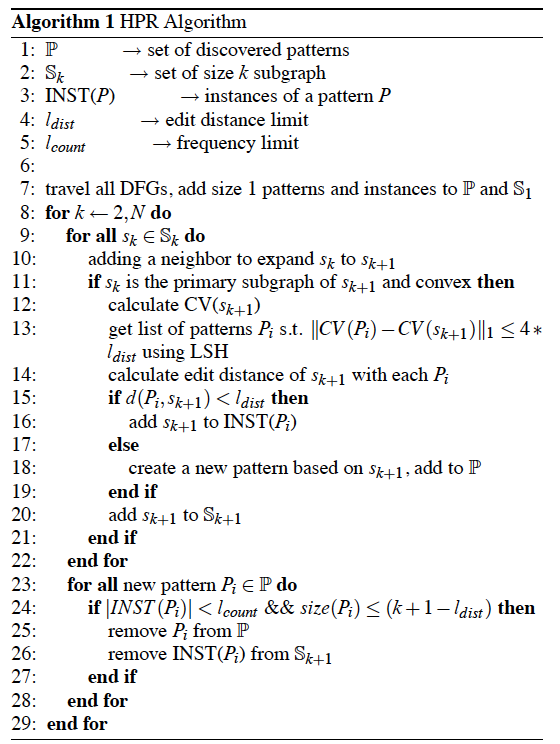 Algorithm 1 HPR Algorithm
1: ℙ → set of discovered patterns
2: 𝕊k → set of size k subgraph
3: INST(P) → instances of a pattern P
4: ldist → edit distance limit
5: lcount → frequency limit
6:
7: travel all DFGs, add size 1 patterns and instances to ℙ and 𝕊1
8: for k ← 2,N do
9: for all sk ∈ 𝕊k do
10: adding a neighbor to expand sk to sk+1
11: if sk is the primary subgraph of sk+1 and convex then
12: calculate CV(sk+1)
13: get list of patterns Pi s.t. ‖CV(Pi) − CV(sk+1)‖1 ≤ 4 ∗
ldist using LSH
14: calculate edit distance of sk+1 with each Pi
15: if d(Pi,sk+1) < ldist then
16: add sk+1 to INST(Pi)
17: else
18: create a new pattern based on sk+1, add to ℙ
19: end if
20: add sk+1 to 𝕊k+1
21: end if
22: end for
23: for all new pattern Pi ∈ ℙ do
24: if |INST(Pi)| < lcount && size(Pi) ≤ (k + 1 − ldist) then
25: remove Pi from ℙ
26: remove INST(Pi) from 𝕊k+1
27: end if
28: end for
29: end for